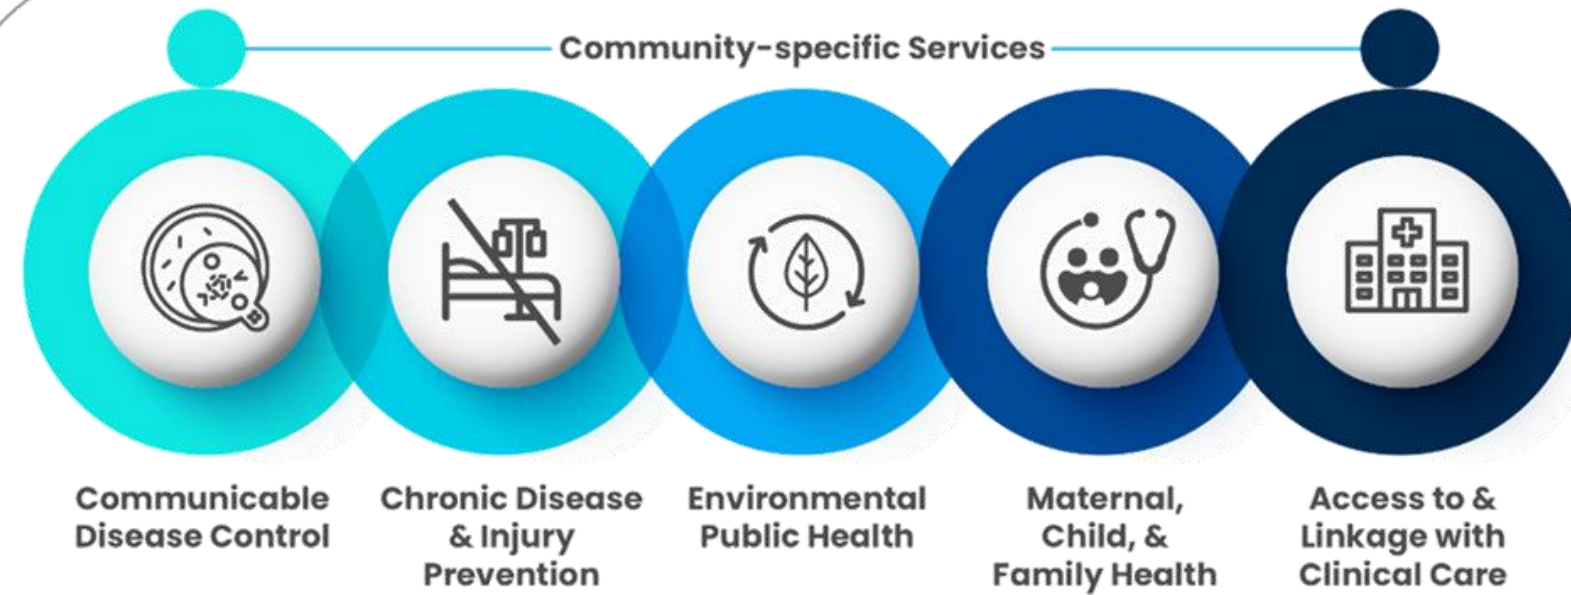 Community-specific Services
Communicable
Disease Control
Chronic Disease
& Injury
Prevention
Environmental
Public Health
Maternal,
Child, &
Family Health
Access to &
Linkage with
Clinical Care